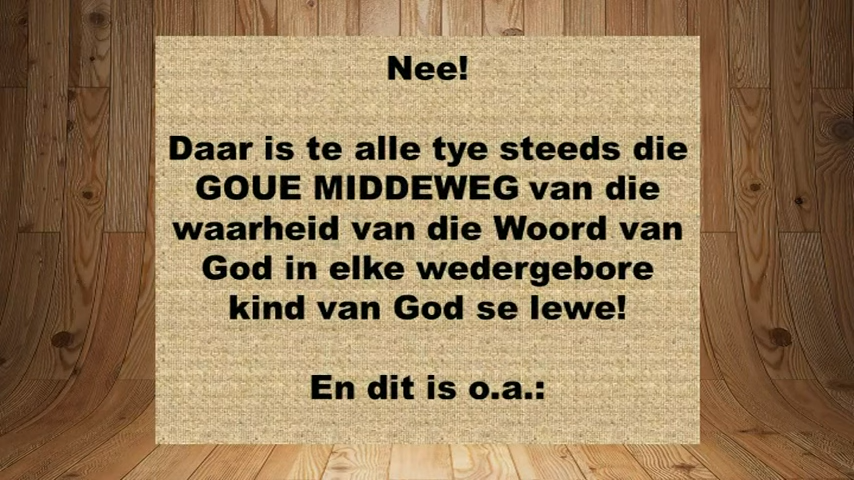 Nee!
Daar is te alle tye steeds die
GOUE MIDDEWEG van die
waarheid van die Woord van
God in elke wedergebore
kind van God se lewe!
En dit is o.a.: